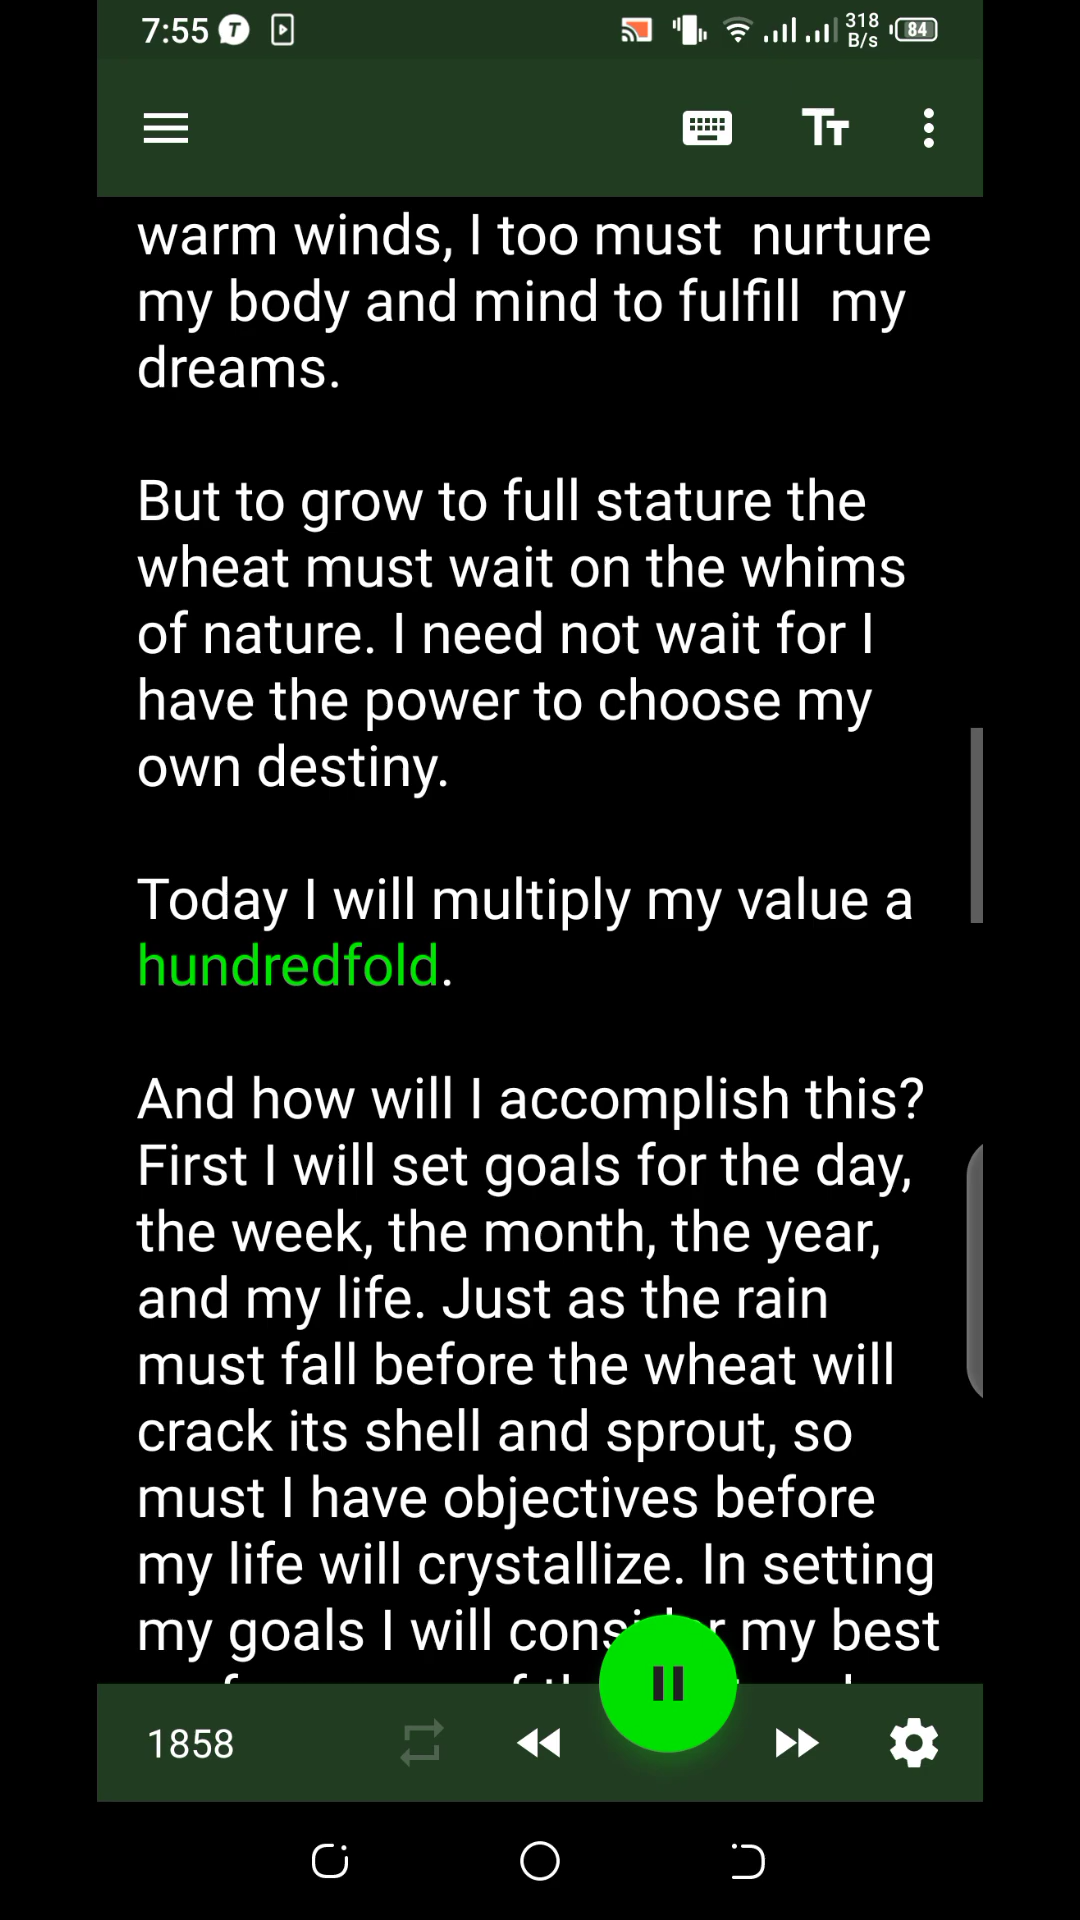 7:55
318
B/s
84
Tт
warm winds, I too must  nurture
my body and mind to fulfill  my
dreams.
But to grow to full stature the
wheat must wait on the whims
of nature. I need not wait for I
have the power to choose my
own destiny.
Today I will multiply my value a
hundredfold.
And how will I accomplish this?
First I will set goals for the day,
the week, the month, the year,
and my life. Just as the rain
must fall before the wheat will
crack its shell and sprout, so
must I have objectives before
my life will crystallize. In setting
my goals I will consider my best
1858